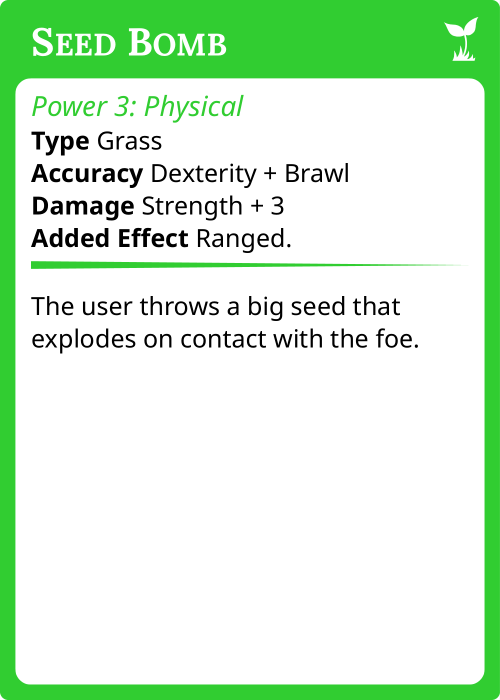 Seed Bomb
Power 3: Physical
Type Grass
Accuracy Dexterity + Brawl
Damage Strength + 3
Added Effect Ranged.
The user throws a big seed that
explodes on contact with the foe.